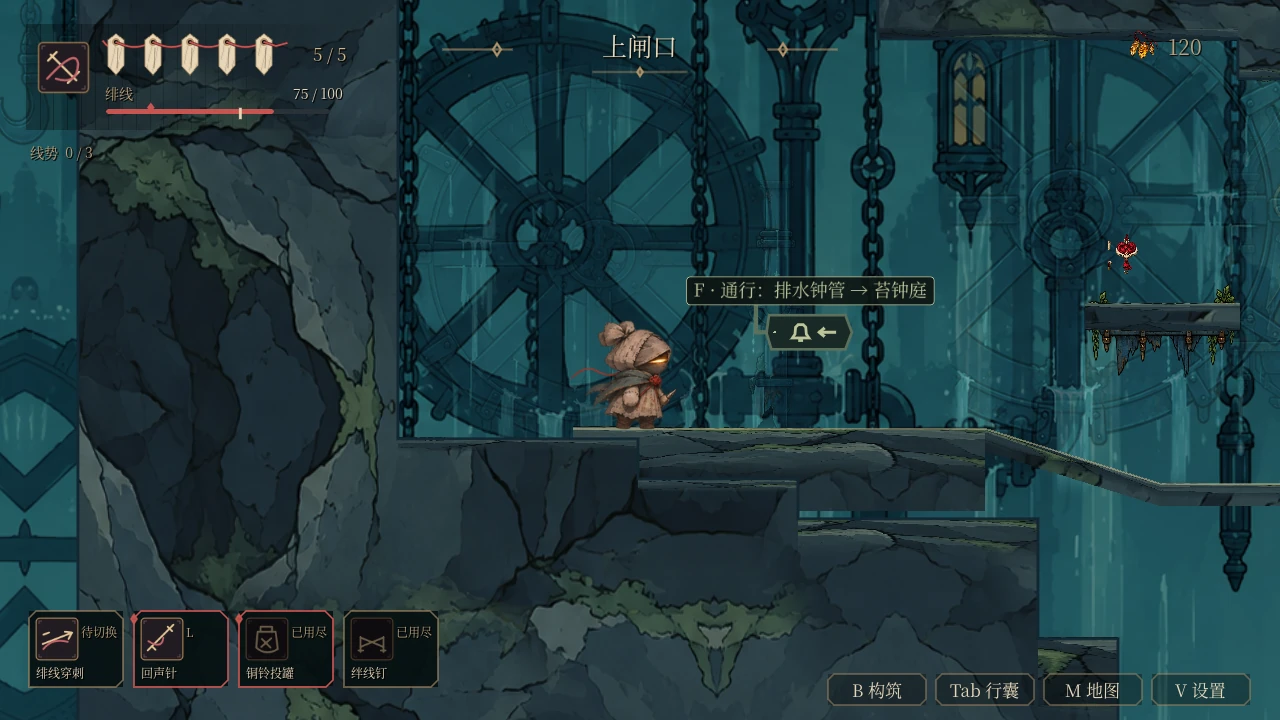 5 / 5
上闸口
120
绯线
75 / 100
线势 0 / 3
F · 通行: 排水钟管 → 苔钟庭
待切换
绯线穿刺
L
回声针
已用尽
铜铃投罐
已用尽
绊线钉
B 构筑
Tab 行囊
M 地图
V 设置